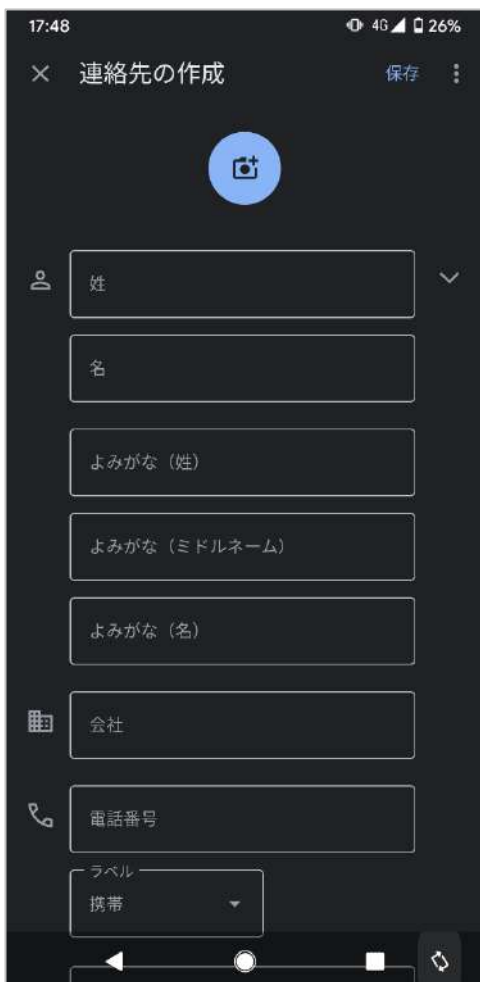 17:48
4G 26%
連絡先の作成
保存
姓
名
よみがな（姓）
よみがな（ミドルネーム）
よみがな（名）
会社
電話番号
ラベル
携帯